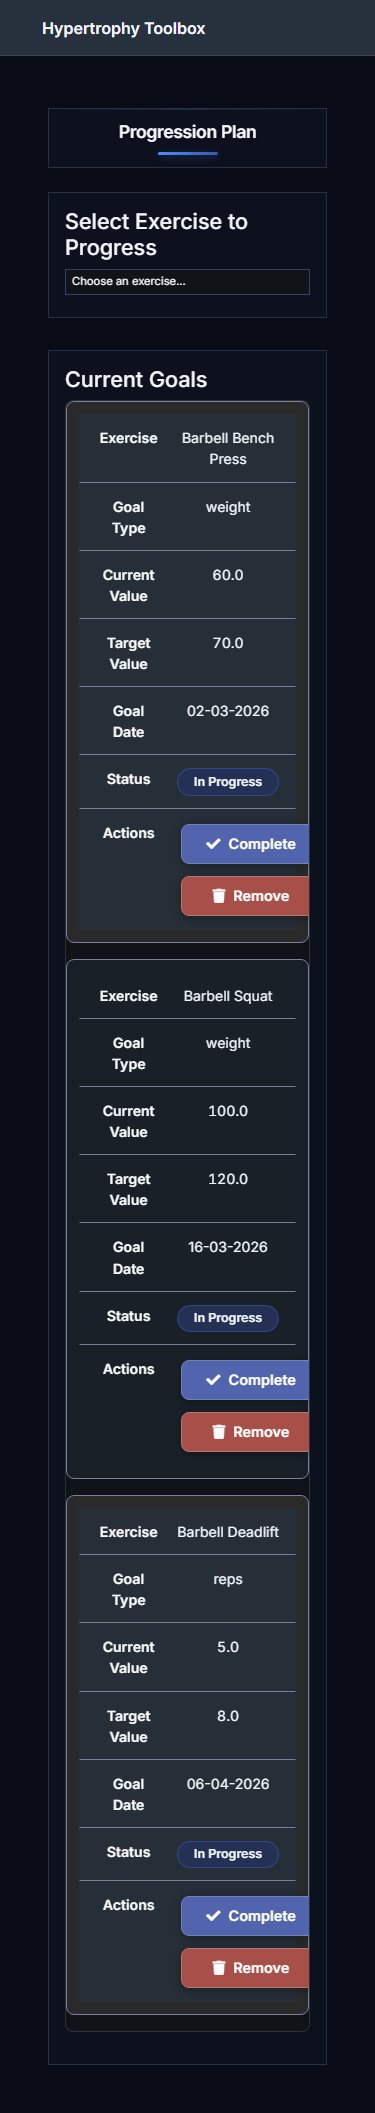 Hypertrophy Toolbox
Progression Plan
Select Exercise to
Progress
Choose an exercise...
Current Goals
Exercise Barbell Bench
Press
Goal weight
Type
Current 60.0
Value
Target 70.0
Value
Goal 02-03-2026
Date
Status In Progress
Actions Complete
Remove
Exercise Barbell Squat
Goal weight
Type
Current 100.0
Value
Target 120.0
Value
Goal 16-03-2026
Date
Status In Progress
Actions Complete
Remove
Exercise Barbell Deadlift
Goal reps
Type
Current 5.0
Value
Target 8.0
Value
Goal 06-04-2026
Date
Status In Progress
Actions Complete
Remove